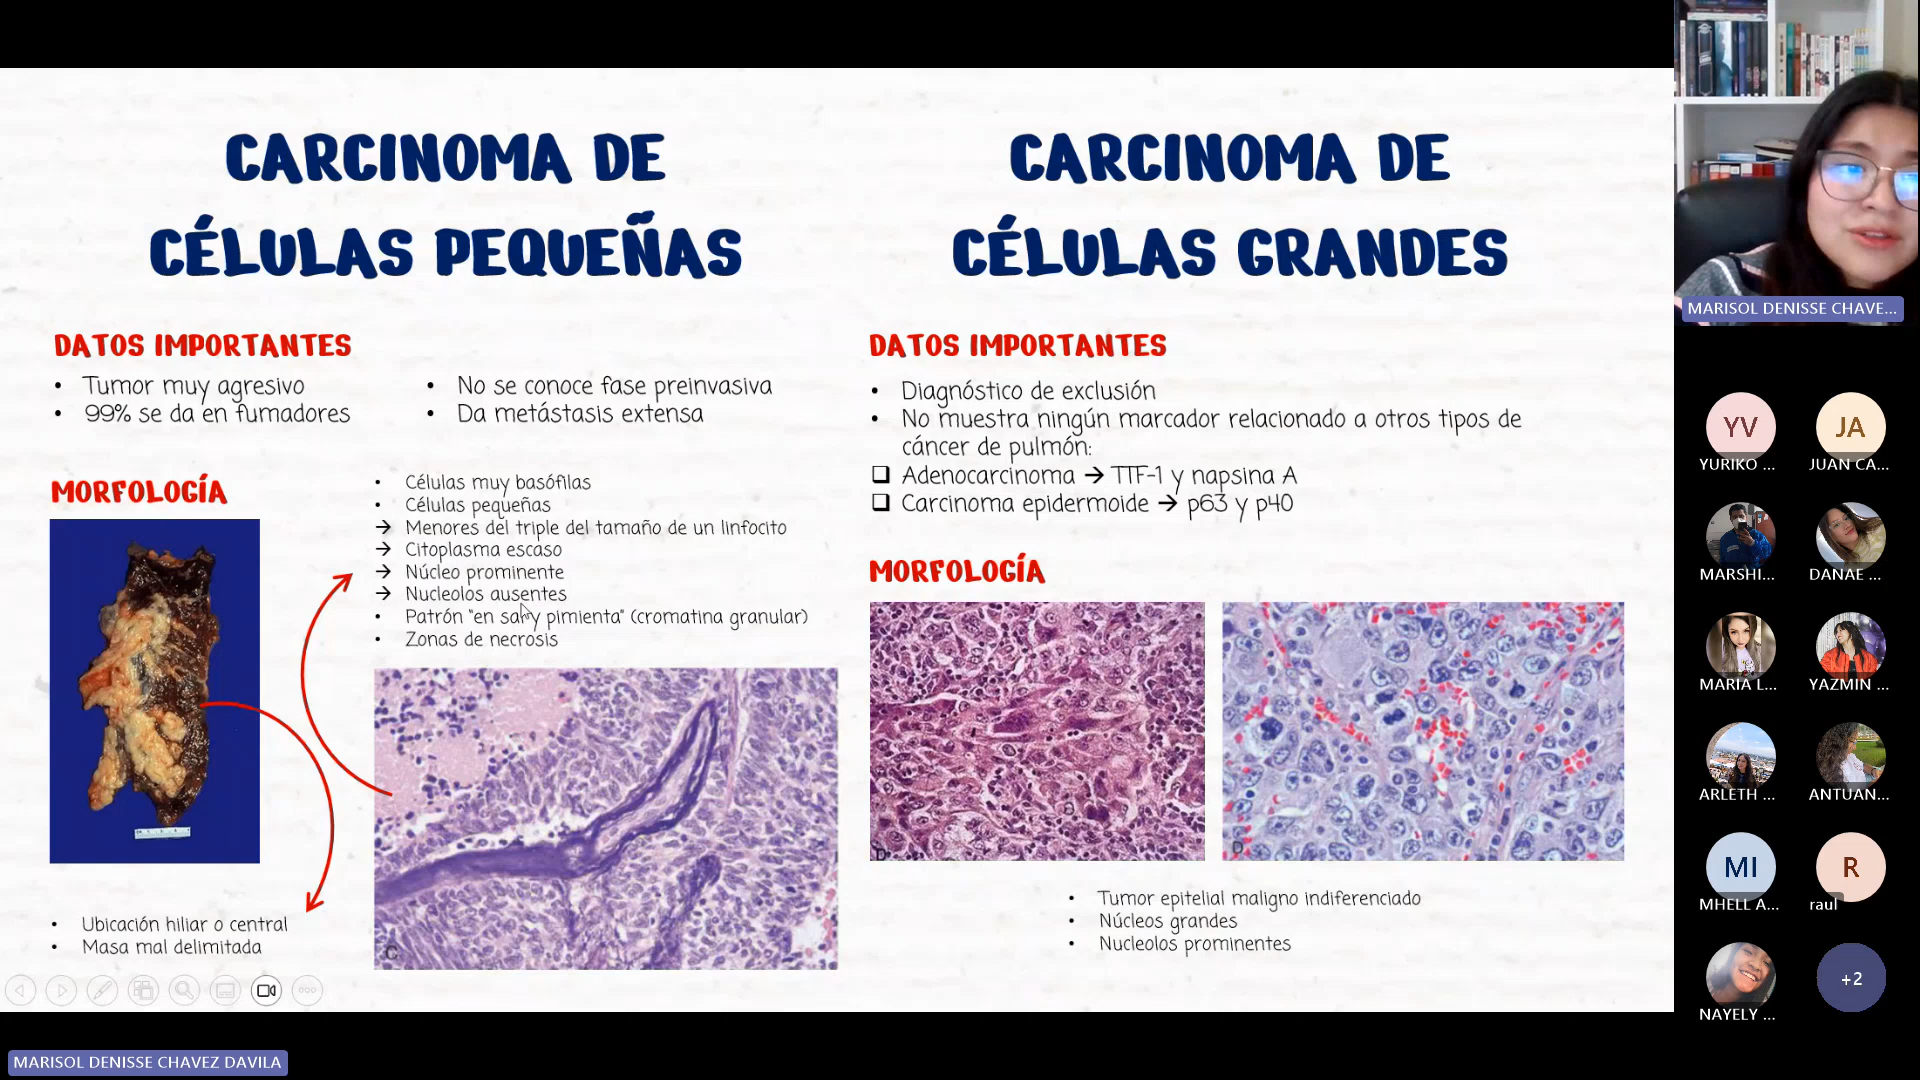 CARCINOMA DE
CÉLULAS PEQUEÑAS
DATOS IMPORTANTES
• Tumor muy agresivo
• 99% se da en fumadores
• No se conoce fase preinvasiva
• Da metástasis extensa
MORFOLOGÍA
• Células muy basófilas
• Células pequeñas
→ Menores del triple del tamaño de un linfocito
→ Citoplasma escaso
→ Núcleo prominente
→ Nucleolos ausentes
• Patrón "en sal y pimienta" (cromatina granular)
• Zonas de necrosis
C
• Ubicación hiliar o central
• Masa mal delimitada
CARCINOMA DE
CÉLULAS GRANDES
DATOS IMPORTANTES
• Diagnóstico de exclusión
• No muestra ningún marcador relacionado a otros tipos de
cáncer de pulmón:
❑ Adenocarcinoma → TTF-1 y napsina A
❑ Carcinoma epidermoide → p63 y p40
MORFOLOGÍA
D
D
• Tumor epitelial maligno indiferenciado
• Núcleos grandes
• Nucleolos prominentes
MARISOL DENISSE CHAVE...
YV
YURIKO ...
JA
JUAN CA...
MARSHI...
DANAE ...
MARIA L...
YAZMIN ...
ARLETH ...
ANTUAN...
MI
MHELL A...
R
raul
NAYELY ...
+2
MARISOL DENISSE CHAVEZ DAVILA